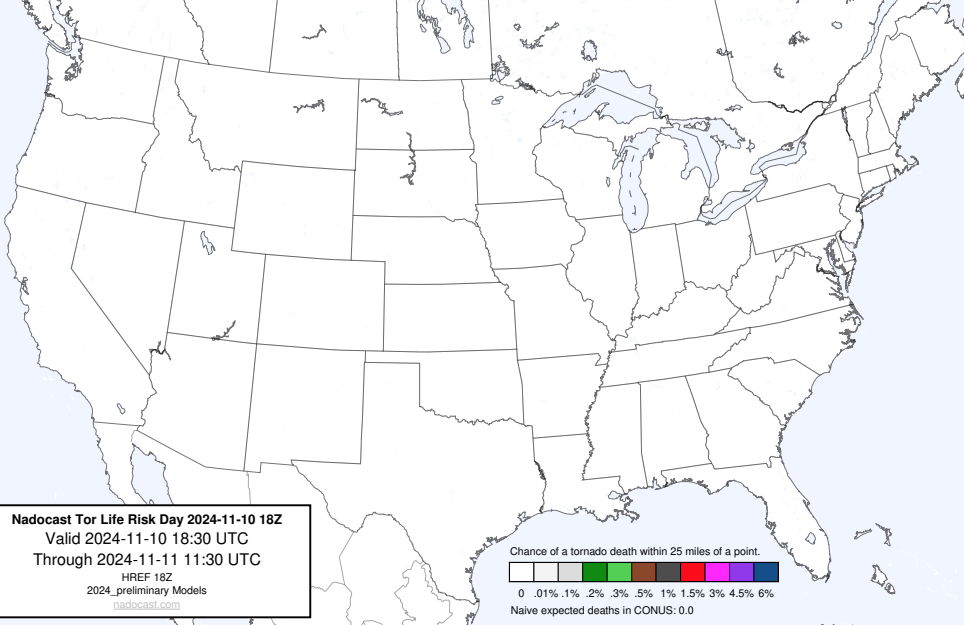 Nadocast Tor Life Risk Day 2024-11-10 18Z
Valid 2024-11-10 18:30 UTC
Through 2024-11-11 11:30 UTC
HREF 18Z
2024_preliminary Models
nadocast.com
Chance of a tornado death within 25 miles of a point.
0 .01% .1% .2% .3% .5% 1% 1.5% 3% 4.5% 6%
Naive expected deaths in CONUS: 0.0